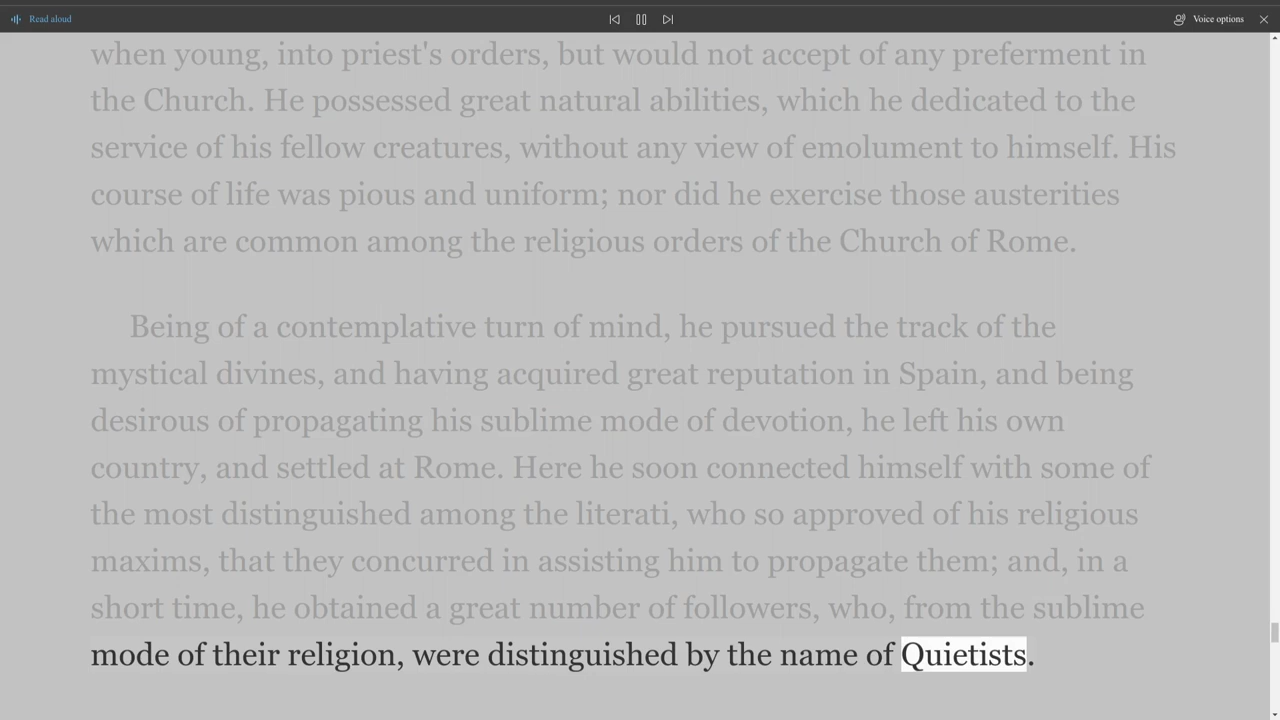 Read aloud
Voice options
when young, into priest's orders, but would not accept of any preferment in
the Church. He possessed great natural abilities, which he dedicated to the
service of his fellow creatures, without any view of emolument to himself. His
course of life was pious and uniform; nor did he exercise those austerities
which are common among the religious orders of the Church of Rome.
Being of a contemplative turn of mind, he pursued the track of the
mystical divines, and having acquired great reputation in Spain, and being
desirous of propagating his sublime mode of devotion, he left his own
country, and settled at Rome. Here he soon connected himself with some of
the most distinguished among the literati, who so approved of his religious
maxims, that they concurred in assisting him to propagate them; and, in a
short time, he obtained a great number of followers, who, from the sublime
mode of their religion, were distinguished by the name of Quietists.